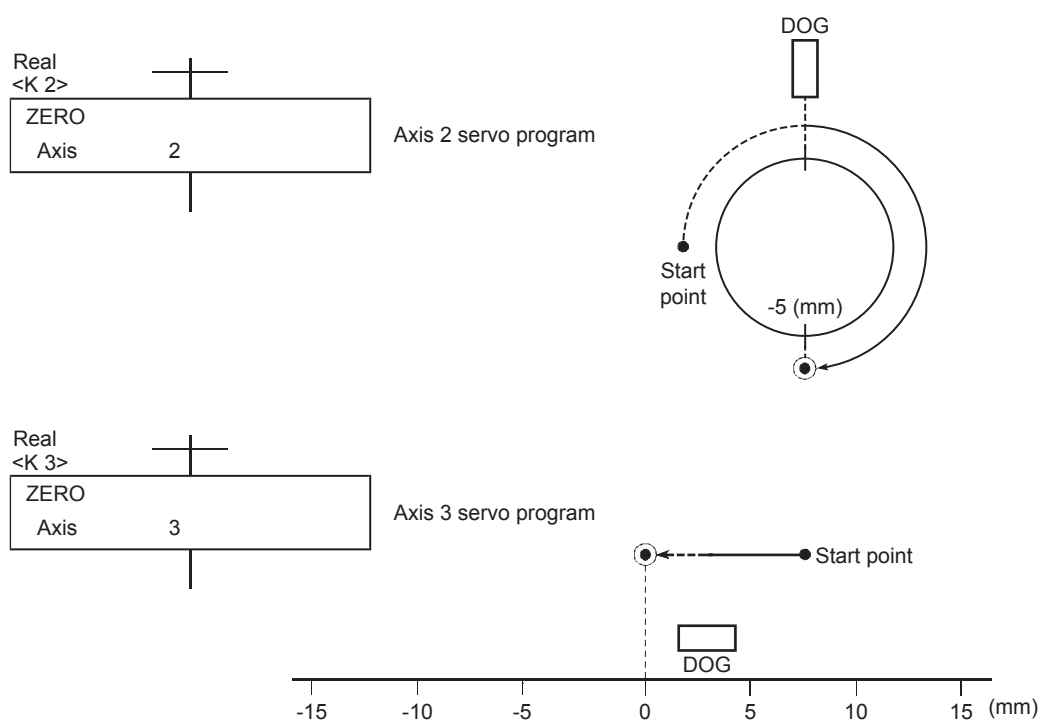 Real
<K 2>
ZERO
Axis 2
Axis 2 servo program
DOG
Start
point
-5 (mm)
Real
<K 3>
ZERO
Axis 3
Axis 3 servo program
Start point
DOG
-15 -10 -5 0 5 10 15 (mm)